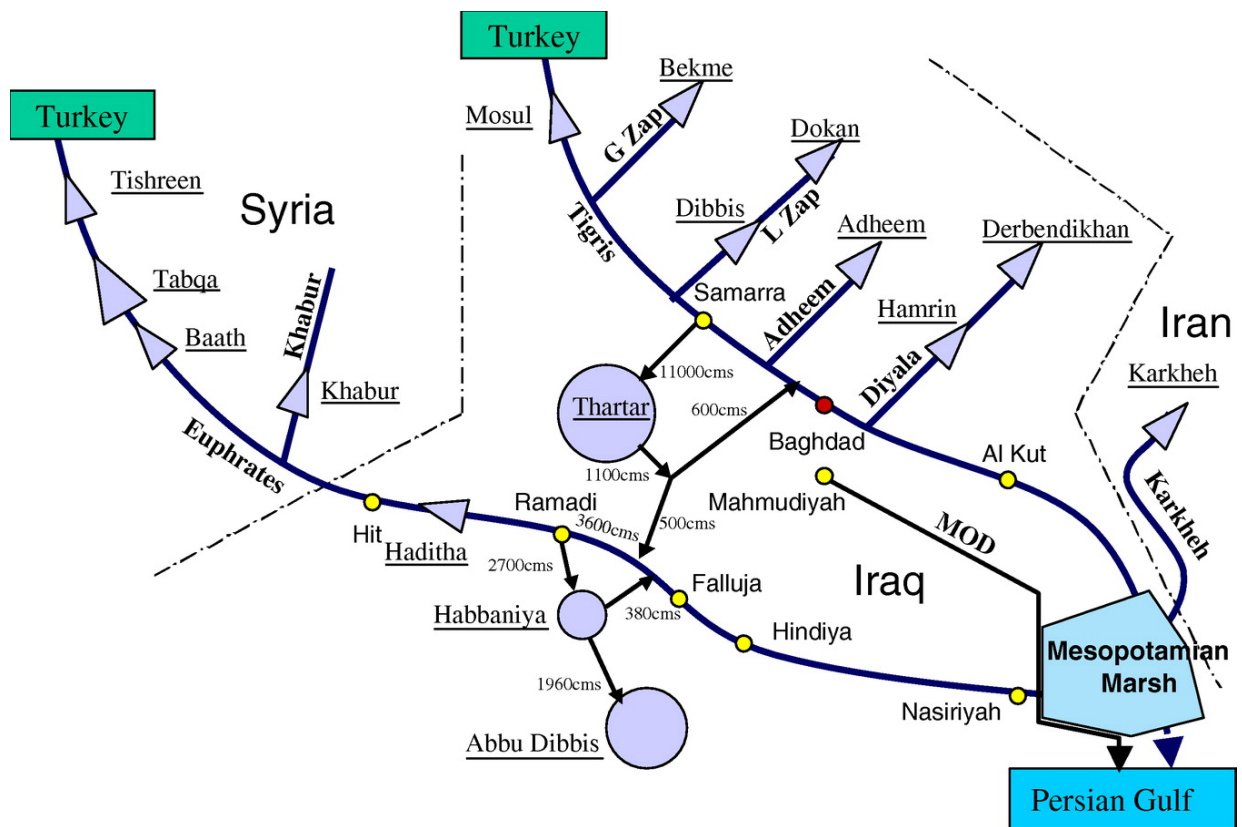 Turkey
Bekme
Turkey
Mosul
G Zap
Dokan
Tishreen
Syria
Dibbis
L Zap
Adheem
Derbendikhan
Tigris
Tabqa
Samarra
Adheem
Hamrin
Iran
Baath
Khabur
Khabur
11000cms
Thartar
600cms
Diyala
Karkheh
Euphrates
Baghdad
Al Kut
1100cms
Mahmudiyah
Karkheh
Ramadi
3600cms
500cms
MOD
Hit
Haditha
2700cms
Falluja
Iraq
Habbaniya
380cms
Hindiya
Mesopotamian
Marsh
1960cms
Nasiriyah
Abbu Dibbis
Persian Gulf